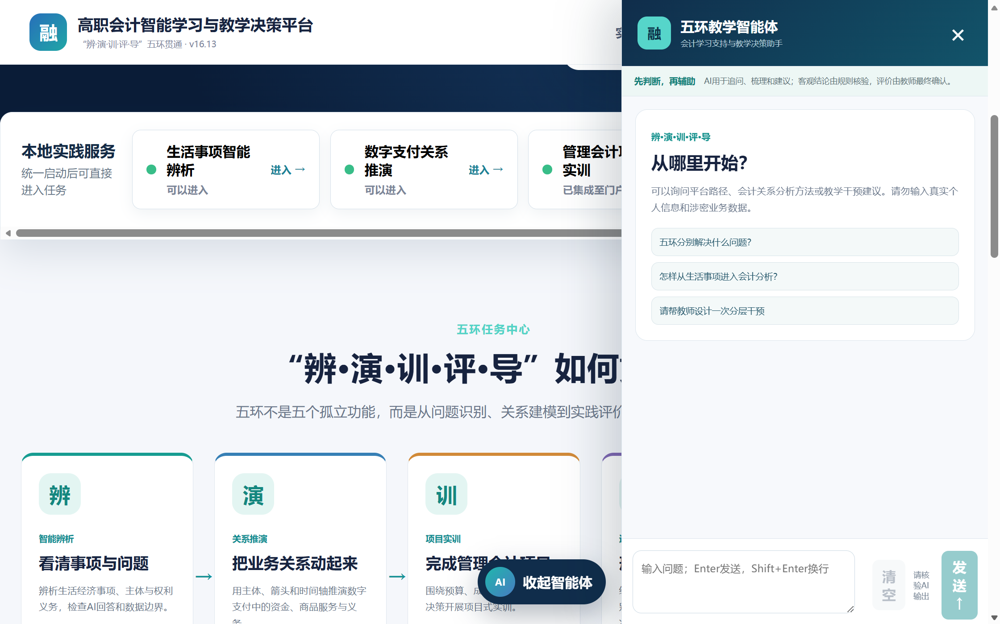 融
高职会计智能学习与教学决策平台
“辨·演·训·评·导”五环贯通 · v16.13
本地实践服务
统一启动后可直接
进入任务
生活事项智能
辨析
可以进入
进入 →
数字支付关系
推演
可以进入
进入 →
管理会计
实训
已集成至门户
五环任务中心
“辨·演·训·评·导”如何
五环不是五个孤立功能，而是从问题识别、关系建模到实践评价
辨
智能辨析
看清事项与问题
辨析生活经济事项、主体与权利
义务，检查AI回答和数据边界。
→
演
关系推演
把业务关系动起来
用主体、箭头和时间轴推演数字
支付中的资金、商品服务与义
务。
→
训
项目实训
完成管理会计项目
围绕预算、成
决策开展项目式实训。
AI
收起智能体
融
五环教学智能体
会计学习支持与教学决策助手
×
先判断，再辅助 AI用于追问、梳理和建议；客观结论由规则核验，评价由教师最终确认。
辨·演·训·评·导
从哪里开始？
可以询问平台路径、会计关系分析方法或教学干预建议。请勿输入真实个
人信息和涉密业务数据。
五环分别解决什么问题？
怎样从生活事项进入会计分析？
请帮教师设计一次分层干预
输入问题；Enter发送，Shift+Enter换行
清
空
请核
验AI
输出
发
送
↑